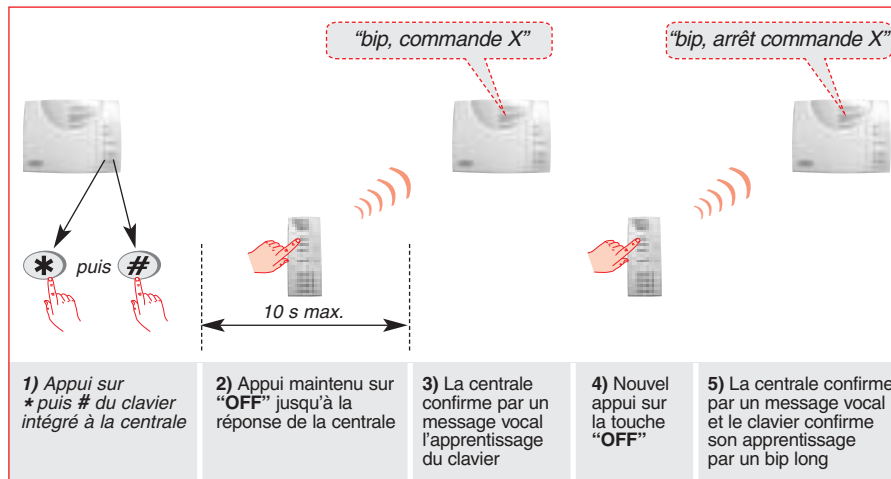 “bip, commande X”
“bip, arrêt commande X”
* puis #
10 s max.
1) Appui sur
* puis # du clavier
intégré à la centrale
2) Appui maintenu sur
“OFF” jusqu’à la
réponse de la centrale
3) La centrale
confirme par un
message vocal
l’apprentissage
du clavier
4) Nouvel
appui sur
la touche
“OFF”
5) La centrale confirme
par un message vocal
et le clavier confirme
son apprentissage
par un bip long